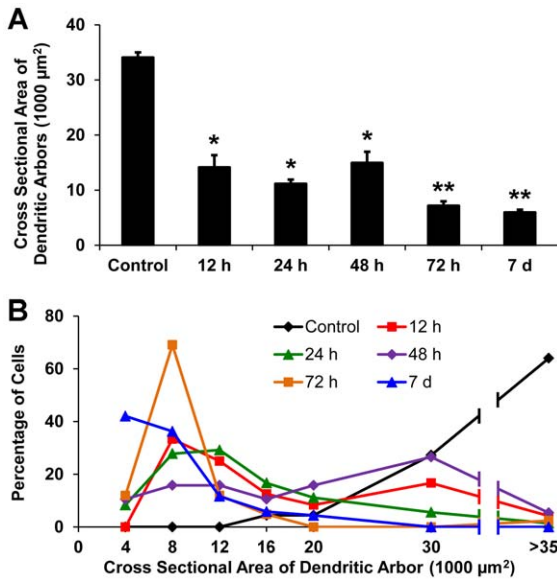 A
Cross Sectional Area of
Dendritic Arbors (1000 µm²)
40
30
20
10
0
*
*
*
**
**
Control 12 h 24 h 48 h 72 h 7 d
B
Percentage of Cells
80
60
40
20
0
Control 12 h
24 h 48 h
72 h 7 d
0 4 8 12 16 20 30 >35
Cross Sectional Area of Dendritic Arbor (1000 µm²)